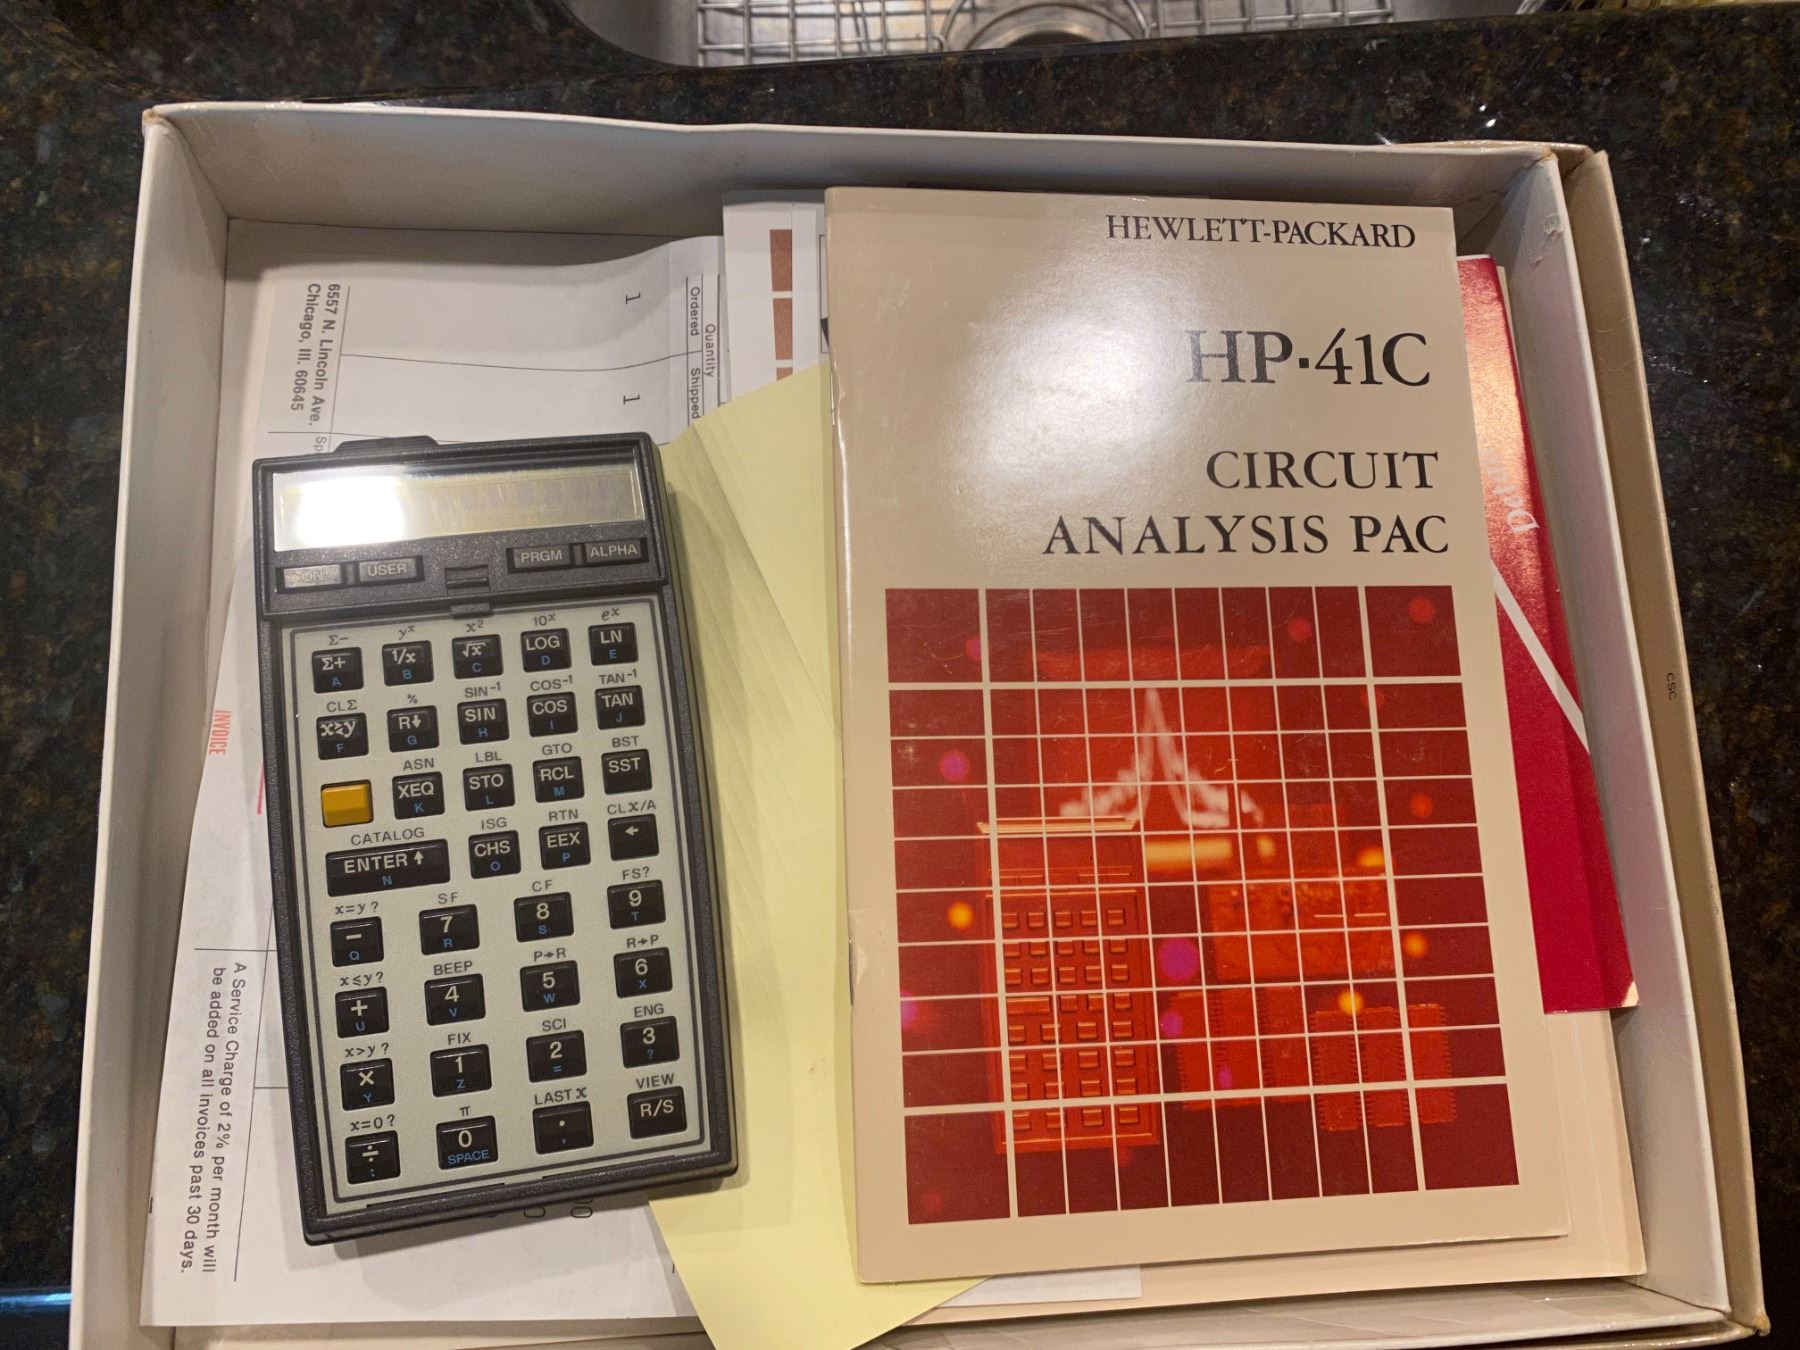 6557 N. Lincoln Ave.
Chicago, Ill. 60645
Quantity
Ordered
Shipped
1
1
INVOICE
A Service Charge of 2% per month will
be added on all invoices past 30 days.
ON USER PRGM ALPHA
Σ− yˣ x² 10ˣ eˣ
Σ+ 1/x √x LOG LN
A B C D E
CLΣ % SIN⁻¹ COS⁻¹ TAN⁻¹
x≷y R↓ SIN COS TAN
F G H I J
ASN LBL GTO BST
XEQ STO RCL SST
K L M
CATALOG ISG RTN CLX/A
ENTER↑ CHS EEX ←
N O P
x=y? SF CF FS?
− 7 8 9
Q R S T
x≤y? BEEP P→R R→P
+ 4 5 6
U V W X
x>y? FIX SCI ENG
× 1 2 3
Y Z = ?
x=0? π LAST X VIEW
÷ 0 • R/S
: SPACE ,
HEWLETT-PACKARD
HP·41C
CIRCUIT
ANALYSIS PAC
CSC